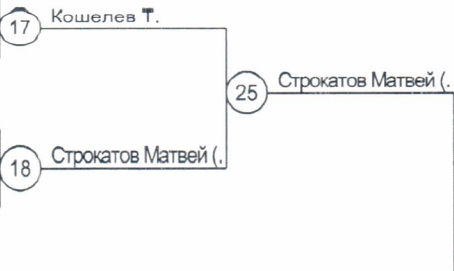 17 Кошелев Т.
25 Строкатов Матвей (.
18 Строкатов Матвей (.